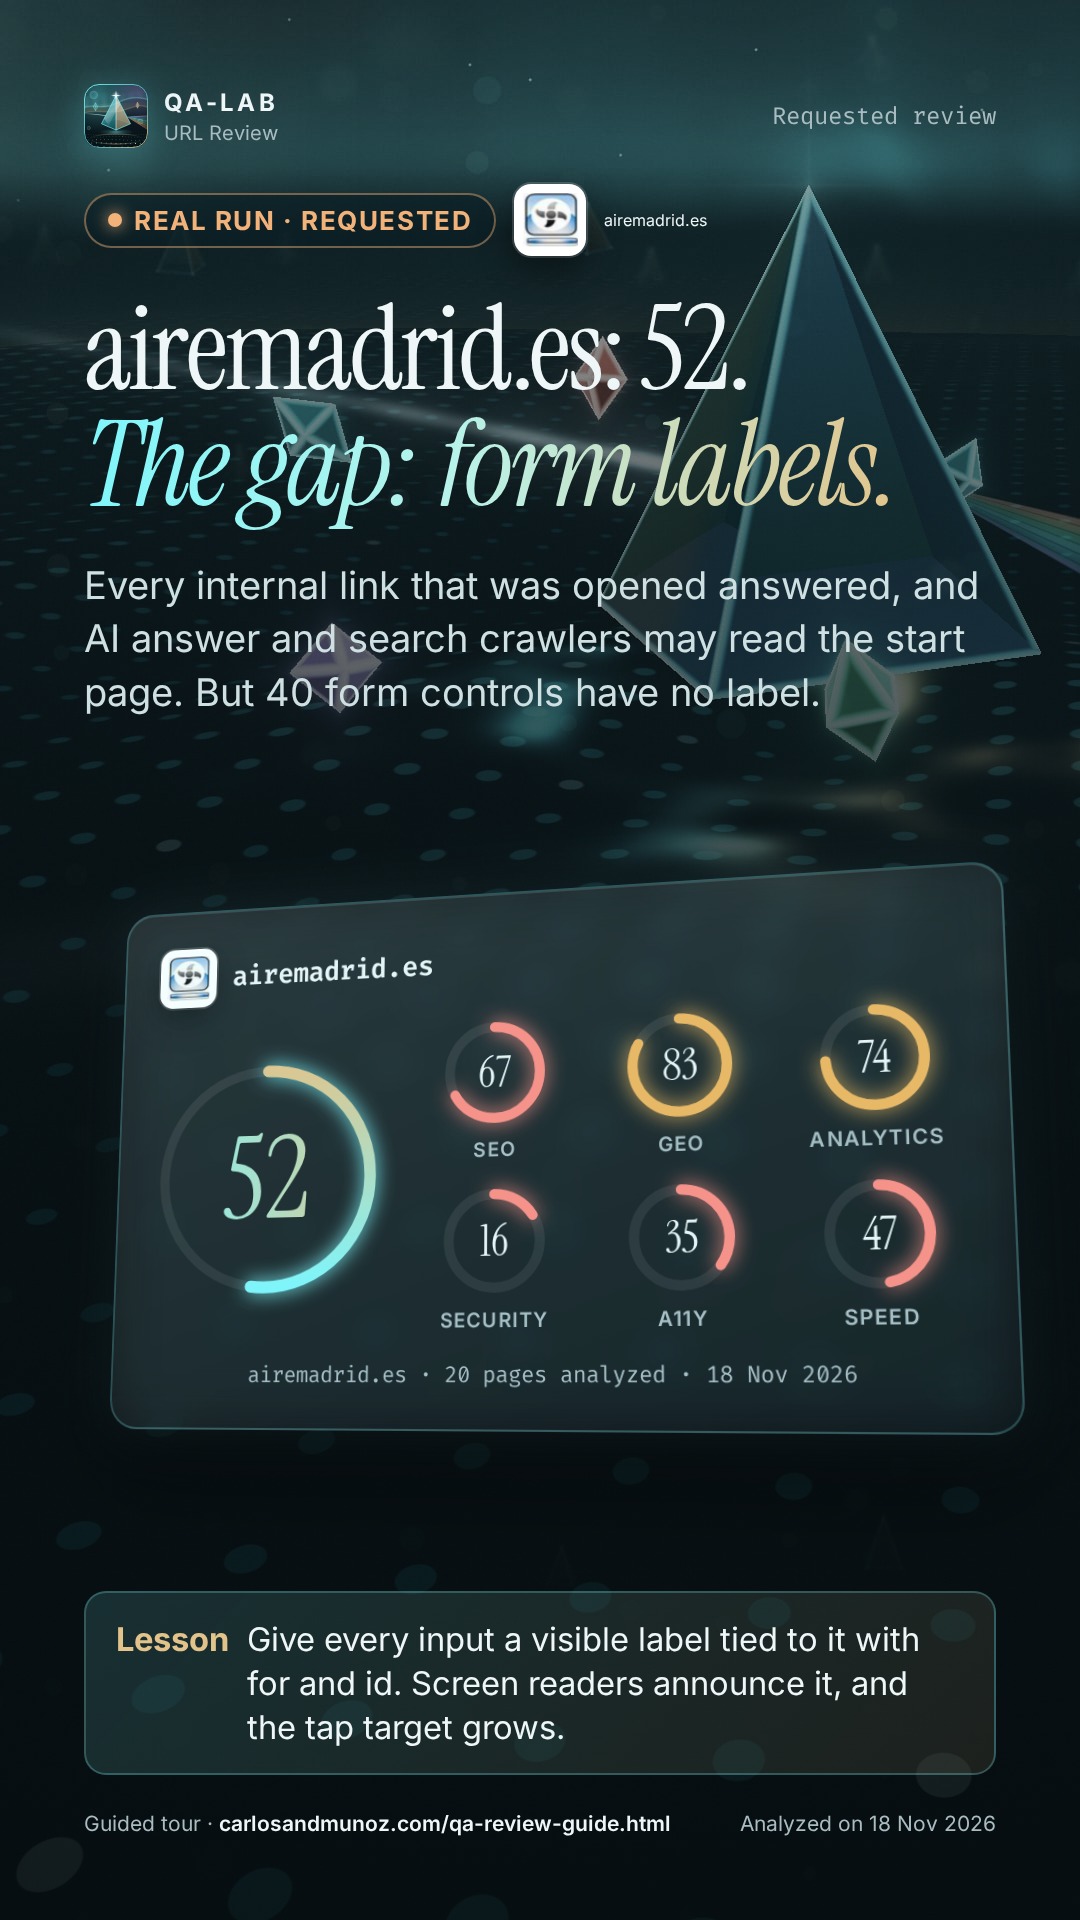 QA-LAB
URL Review
Requested review
REAL RUN · REQUESTED
airemadrid.es
airemadrid.es: 52.
The gap: form labels.
Every internal link that was opened answered, and
AI answer and search crawlers may read the start
page. But 40 form controls have no label.
airemadrid.es
52
67
SEO
83
GEO
74
ANALYTICS
16
SECURITY
35
A11Y
47
SPEED
airemadrid.es · 20 pages analyzed · 18 Nov 2026
Lesson Give every input a visible label tied to it with
for and id. Screen readers announce it, and
the tap target grows.
Guided tour · carlosandmunoz.com/qa-review-guide.html
Analyzed on 18 Nov 2026